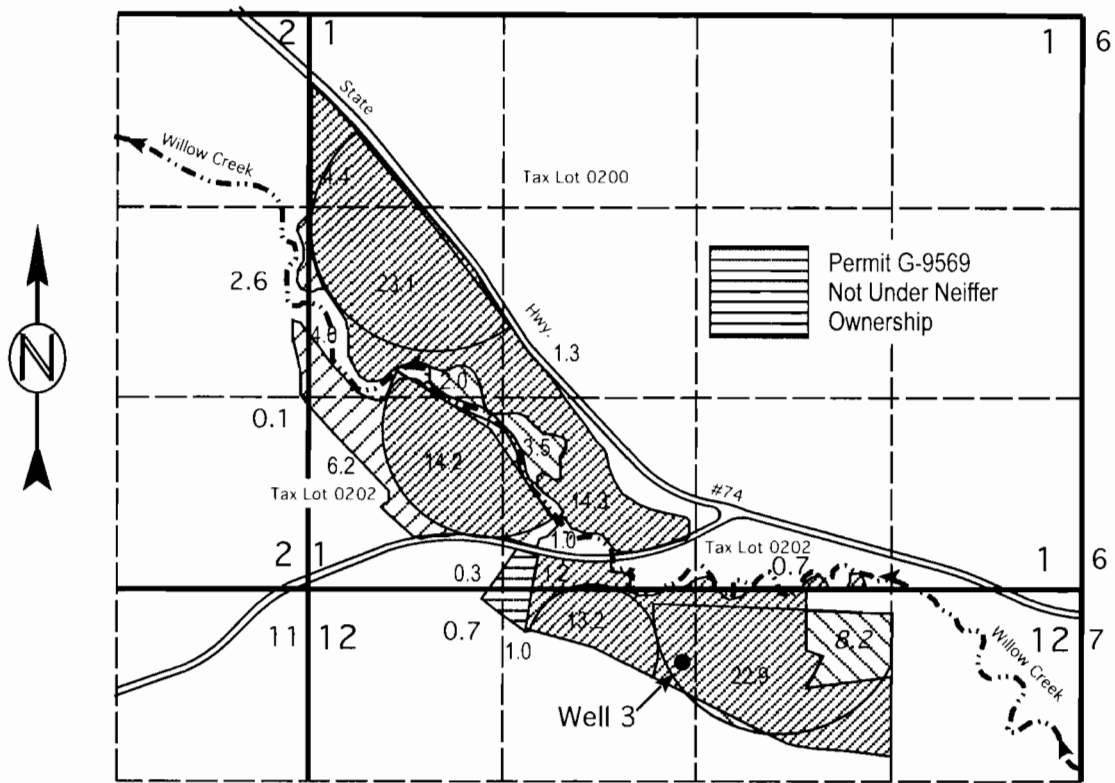 2 1
1 6
State
Willow Creek
Tax Lot 0200
4.4
Permit G-9569
Not Under Neiffer
Ownership
2.6
23.1
Hwy.
1.3
4.0
N
2.0
0.1
3.5
14.2
6.2
Tax Lot 0202
14.3
#74
1.0
Tax Lot 0202
2 1
0.3
0.7
1 6
11 12
0.7
13.2
1.0
8.2
12 7
22.9
Willow Creek
Well 3